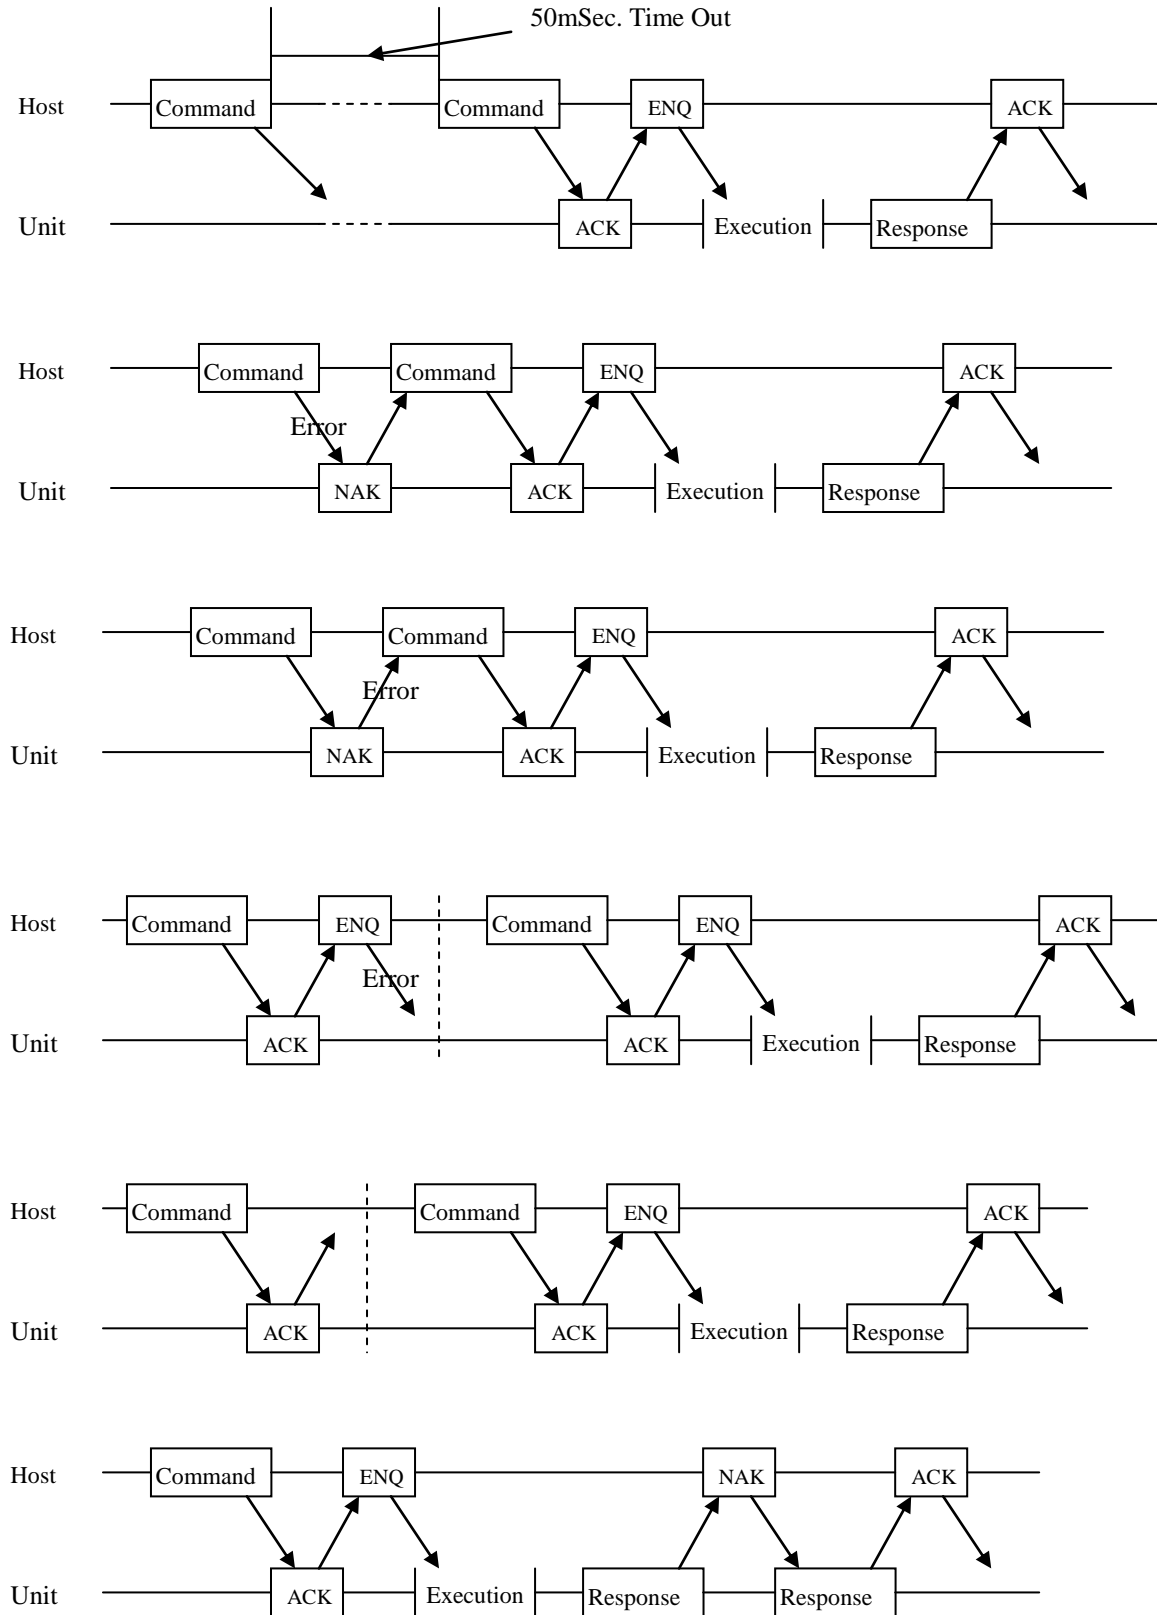 50mSec. Time Out
Host Command Command ENQ ACK
Unit ACK Execution Response
Host Command Command ENQ ACK
Error
Unit NAK ACK Execution Response
Host Command Command ENQ ACK
Error
Unit NAK ACK Execution Response
Host Command ENQ Command ENQ ACK
Error
Unit ACK ACK Execution Response
Host Command Command ENQ ACK
Unit ACK ACK Execution Response
Host Command ENQ NAK ACK
Unit ACK Execution Response Response